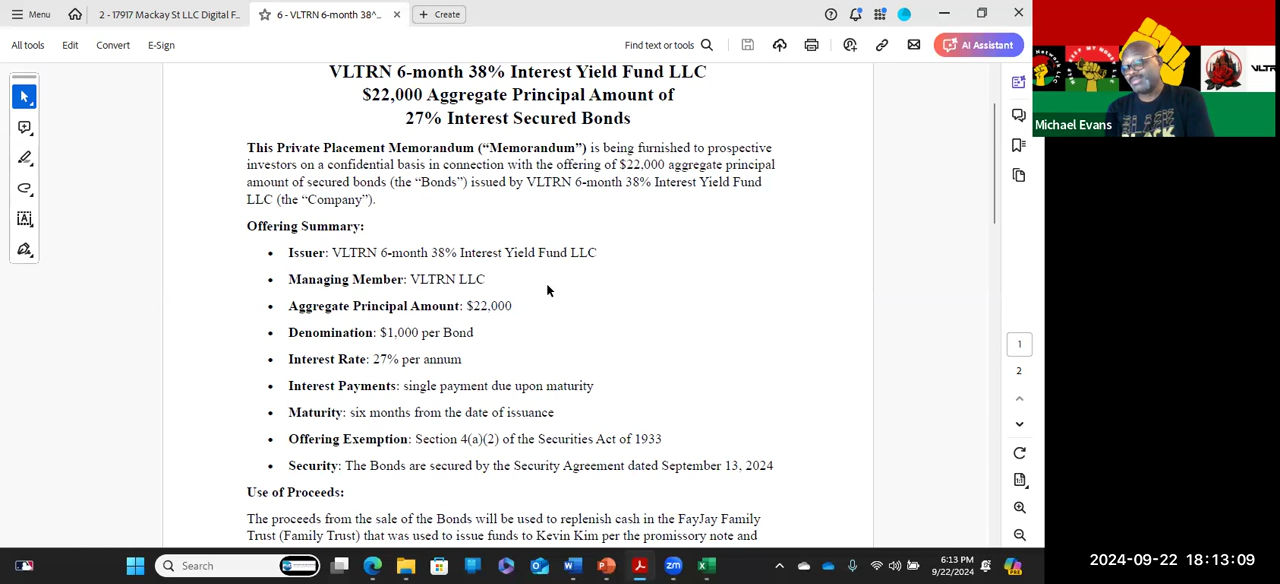 Menu
2 - 17917 Mackay St LLC Digital F...
6 - VLTRN 6-month 38^...
Create
All tools
Edit
Convert
E-Sign
Find text or tools
AI Assistant
VLTRN 6-month 38% Interest Yield Fund LLC
$22,000 Aggregate Principal Amount of
27% Interest Secured Bonds
This Private Placement Memorandum (“Memorandum”) is being furnished to prospective
investors on a confidential basis in connection with the offering of $22,000 aggregate principal
amount of secured bonds (the “Bonds”) issued by VLTRN 6-month 38% Interest Yield Fund
LLC (the “Company”).
Offering Summary:
• Issuer: VLTRN 6-month 38% Interest Yield Fund LLC
• Managing Member: VLTRN LLC
• Aggregate Principal Amount: $22,000
• Denomination: $1,000 per Bond
• Interest Rate: 27% per annum
• Interest Payments: single payment due upon maturity
• Maturity: six months from the date of issuance
• Offering Exemption: Section 4(a)(2) of the Securities Act of 1933
• Security: The Bonds are secured by the Security Agreement dated September 13, 2024
Use of Proceeds:
The proceeds from the sale of the Bonds will be used to replenish cash in the FayJay Family
Trust (Family Trust) that was used to issue funds to Kevin Kim per the promissory note and
1
2
Michael Evans
Search
6:13 PM
9/22/2024
2024-09-22 18:13:09